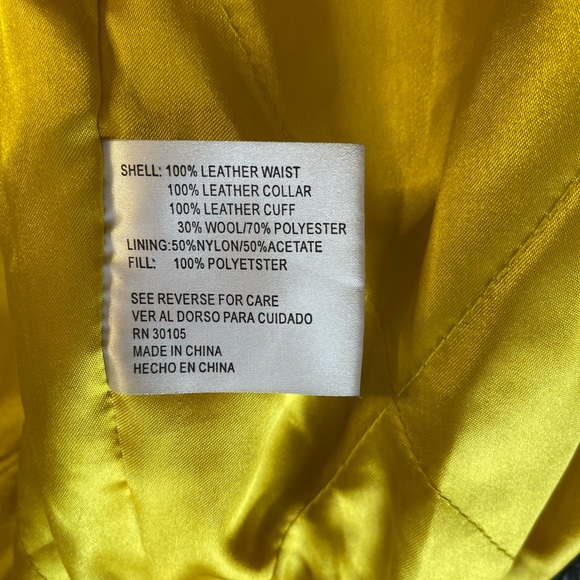 SHELL: 100% LEATHER WAIST
100% LEATHER COLLAR
100% LEATHER CUFF
30% WOOL/70% POLYESTER
LINING:50%NYLON/50%ACETATE
FILL: 100% POLYETSTER
SEE REVERSE FOR CARE
VER AL DORSO PARA CUIDADO
RN 30105
MADE IN CHINA
HECHO EN CHINA